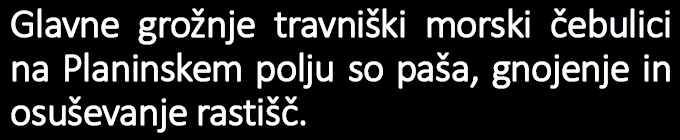 Glavne grožnje travniški morski čebulici
na Planinskem polju so paša, gnojenje in
osuševanje rastišč.